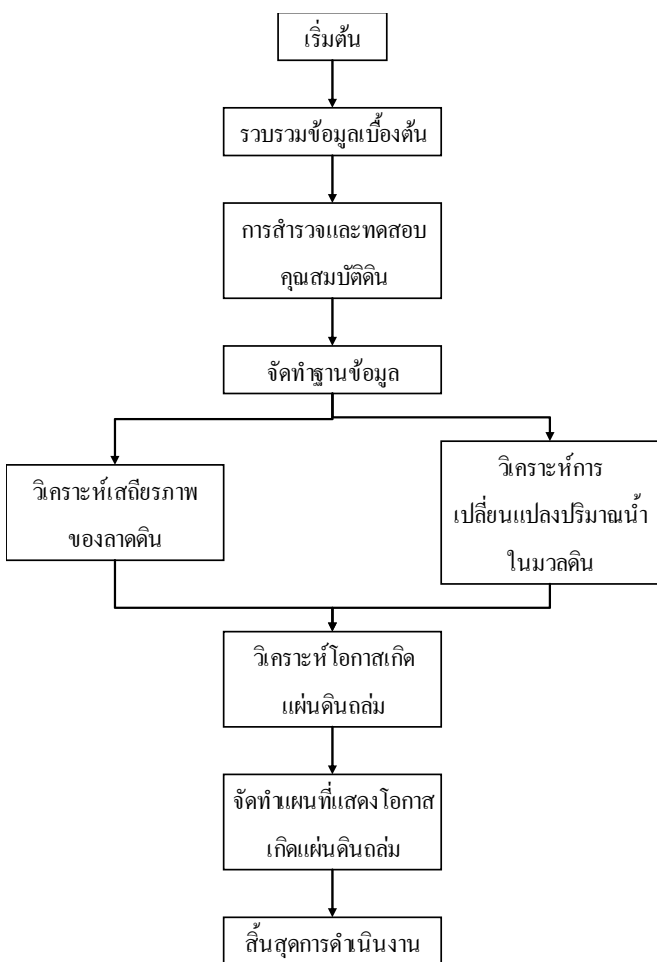 เริ่มต้น
รวบรวมข้อมูลเบื้องต้น
การสำรวจและทดสอบ
คุณสมบัติดิน
จัดทำฐานข้อมูล
วิเคราะห์เสถียรภาพ
ของลาดดิน
วิเคราะห์การ
เปลี่ยนแปลงปริมาณน้ำ
ในมวลดิน
วิเคราะห์โอกาสเกิด
แผ่นดินถล่ม
จัดทำแผนที่แสดงโอกาส
เกิดแผ่นดินถล่ม
สิ้นสุดการดำเนินงาน